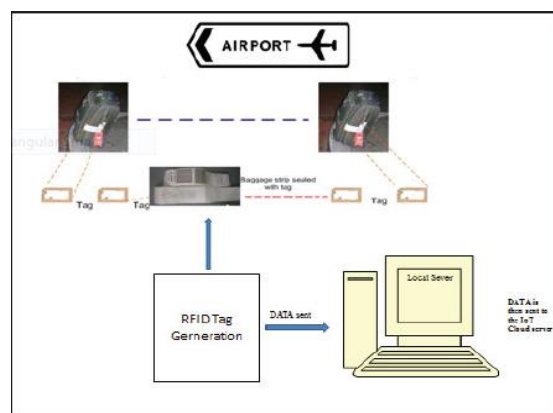 AIRPORT
Tag
Tag
Baggage strip sealed
with tag
Tag
RFID Tag
Gerneration
DATA sent
Local Sever
DATA is
then sent to
the IoT
Cloud server